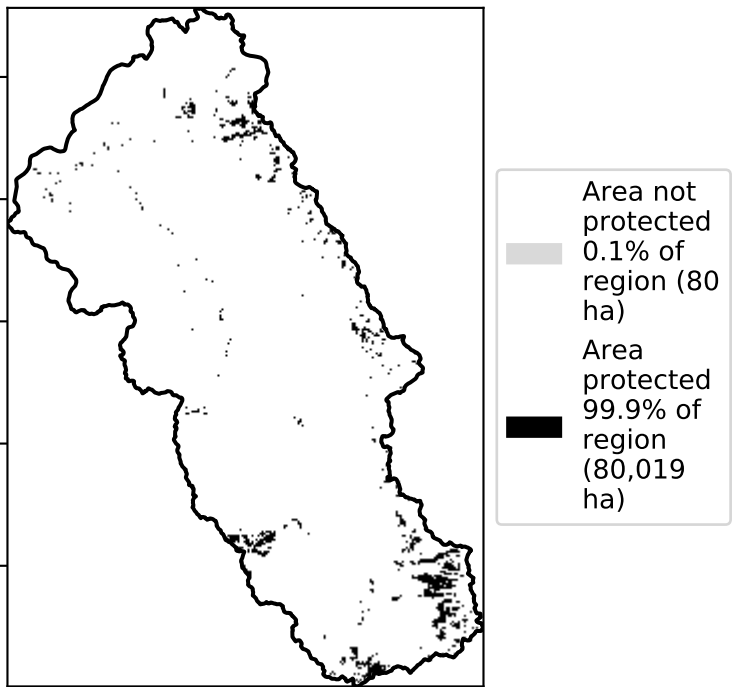 Area not
protected
0.1% of
region (80
ha)
Area
protected
99.9% of
region
(80,019
ha)